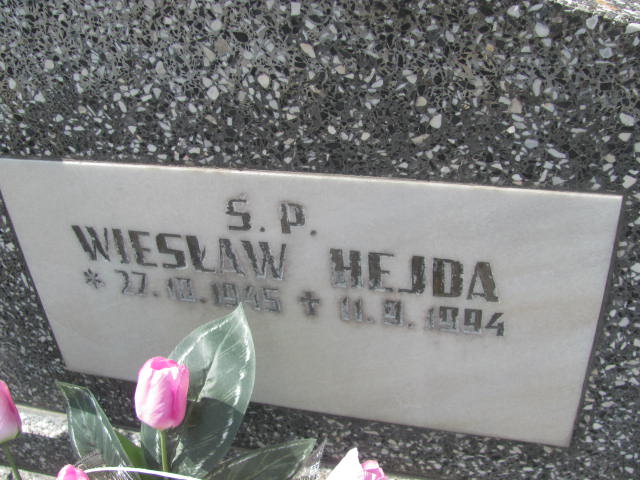 Ś.P.
WIESŁAW HEJDA
* 27.10.1945 ✝ 11.9.1994